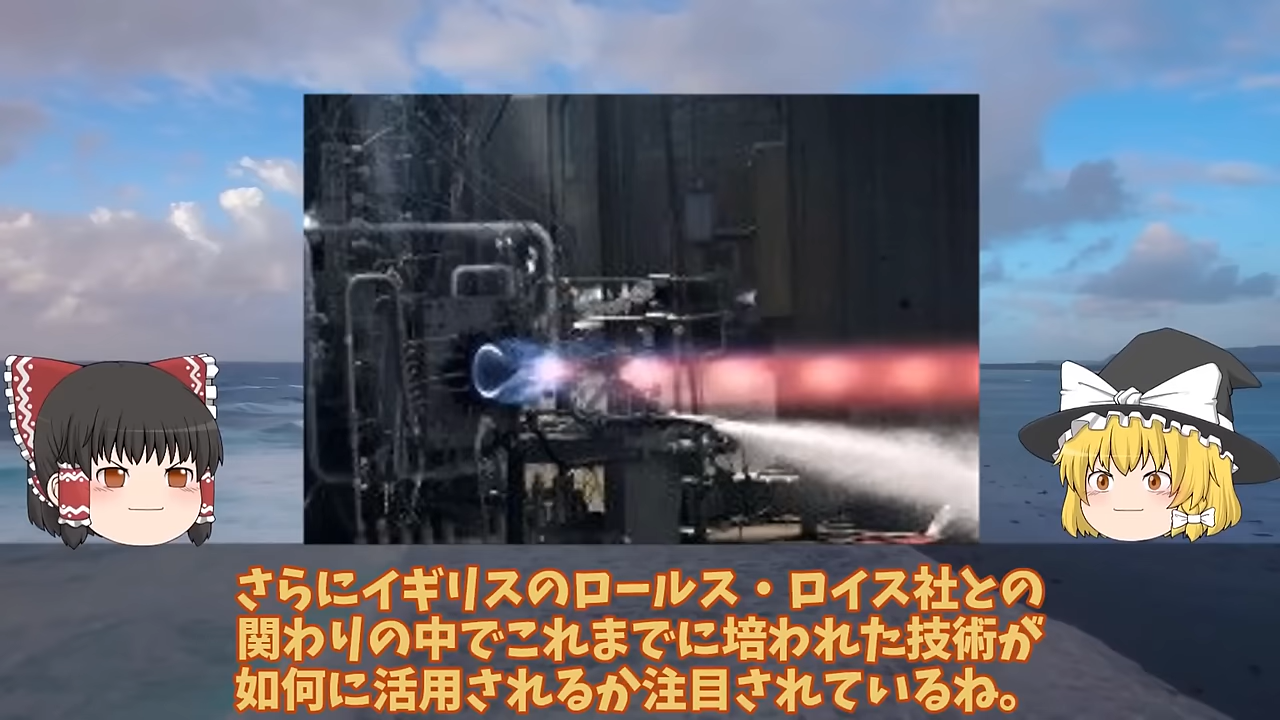 さらにイギリスのロールス・ロイス社との
関わりの中でこれまでに培われた技術が
如何に活用されるか注目されているね。